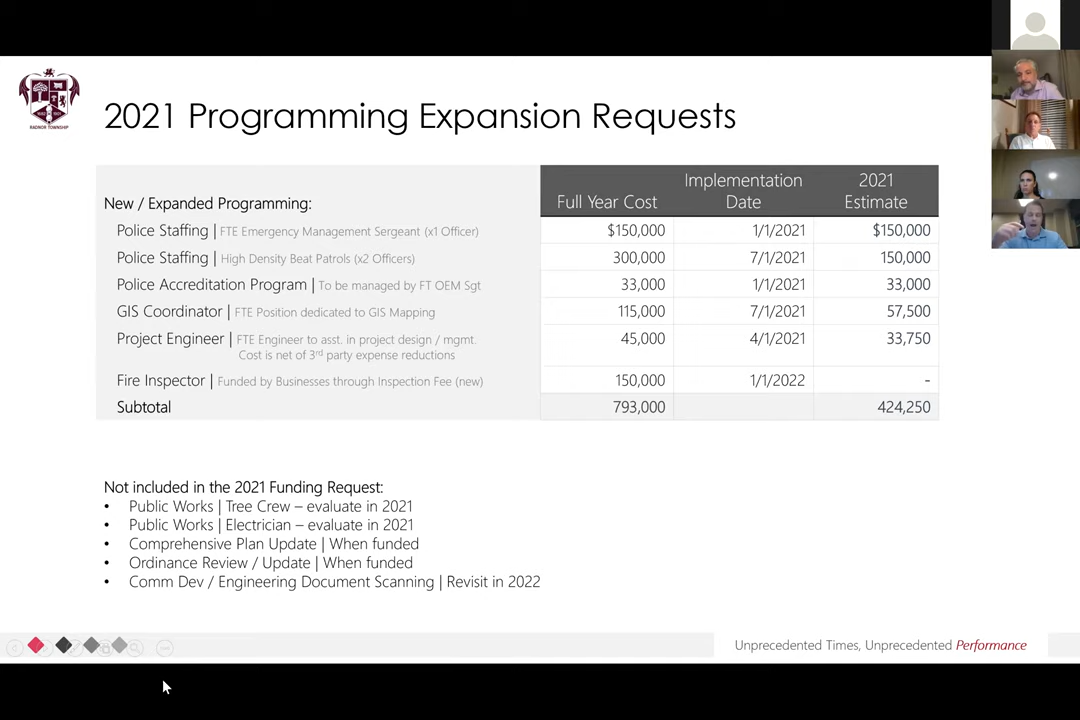 RADNOR TOWNSHIP
2021 Programming Expansion Requests
New / Expanded Programming: Full Year Cost Implementation Date 2021 Estimate
Police Staffing | FTE Emergency Management Sergeant (x1 Officer) $150,000 1/1/2021 $150,000
Police Staffing | High Density Beat Patrols (x2 Officers) 300,000 7/1/2021 150,000
Police Accreditation Program | To be managed by FT OEM Sgt 33,000 1/1/2021 33,000
GIS Coordinator | FTE Position dedicated to GIS Mapping 115,000 7/1/2021 57,500
Project Engineer | FTE Engineer to asst. in project design / mgmt. 45,000 4/1/2021 33,750
Cost is net of 3rd party expense reductions
Fire Inspector | Funded by Businesses through Inspection Fee (new) 150,000 1/1/2022 -
Subtotal 793,000 424,250
Not included in the 2021 Funding Request:
• Public Works | Tree Crew – evaluate in 2021
• Public Works | Electrician – evaluate in 2021
• Comprehensive Plan Update | When funded
• Ordinance Review / Update | When funded
• Comm Dev / Engineering Document Scanning | Revisit in 2022
Unprecedented Times, Unprecedented Performance